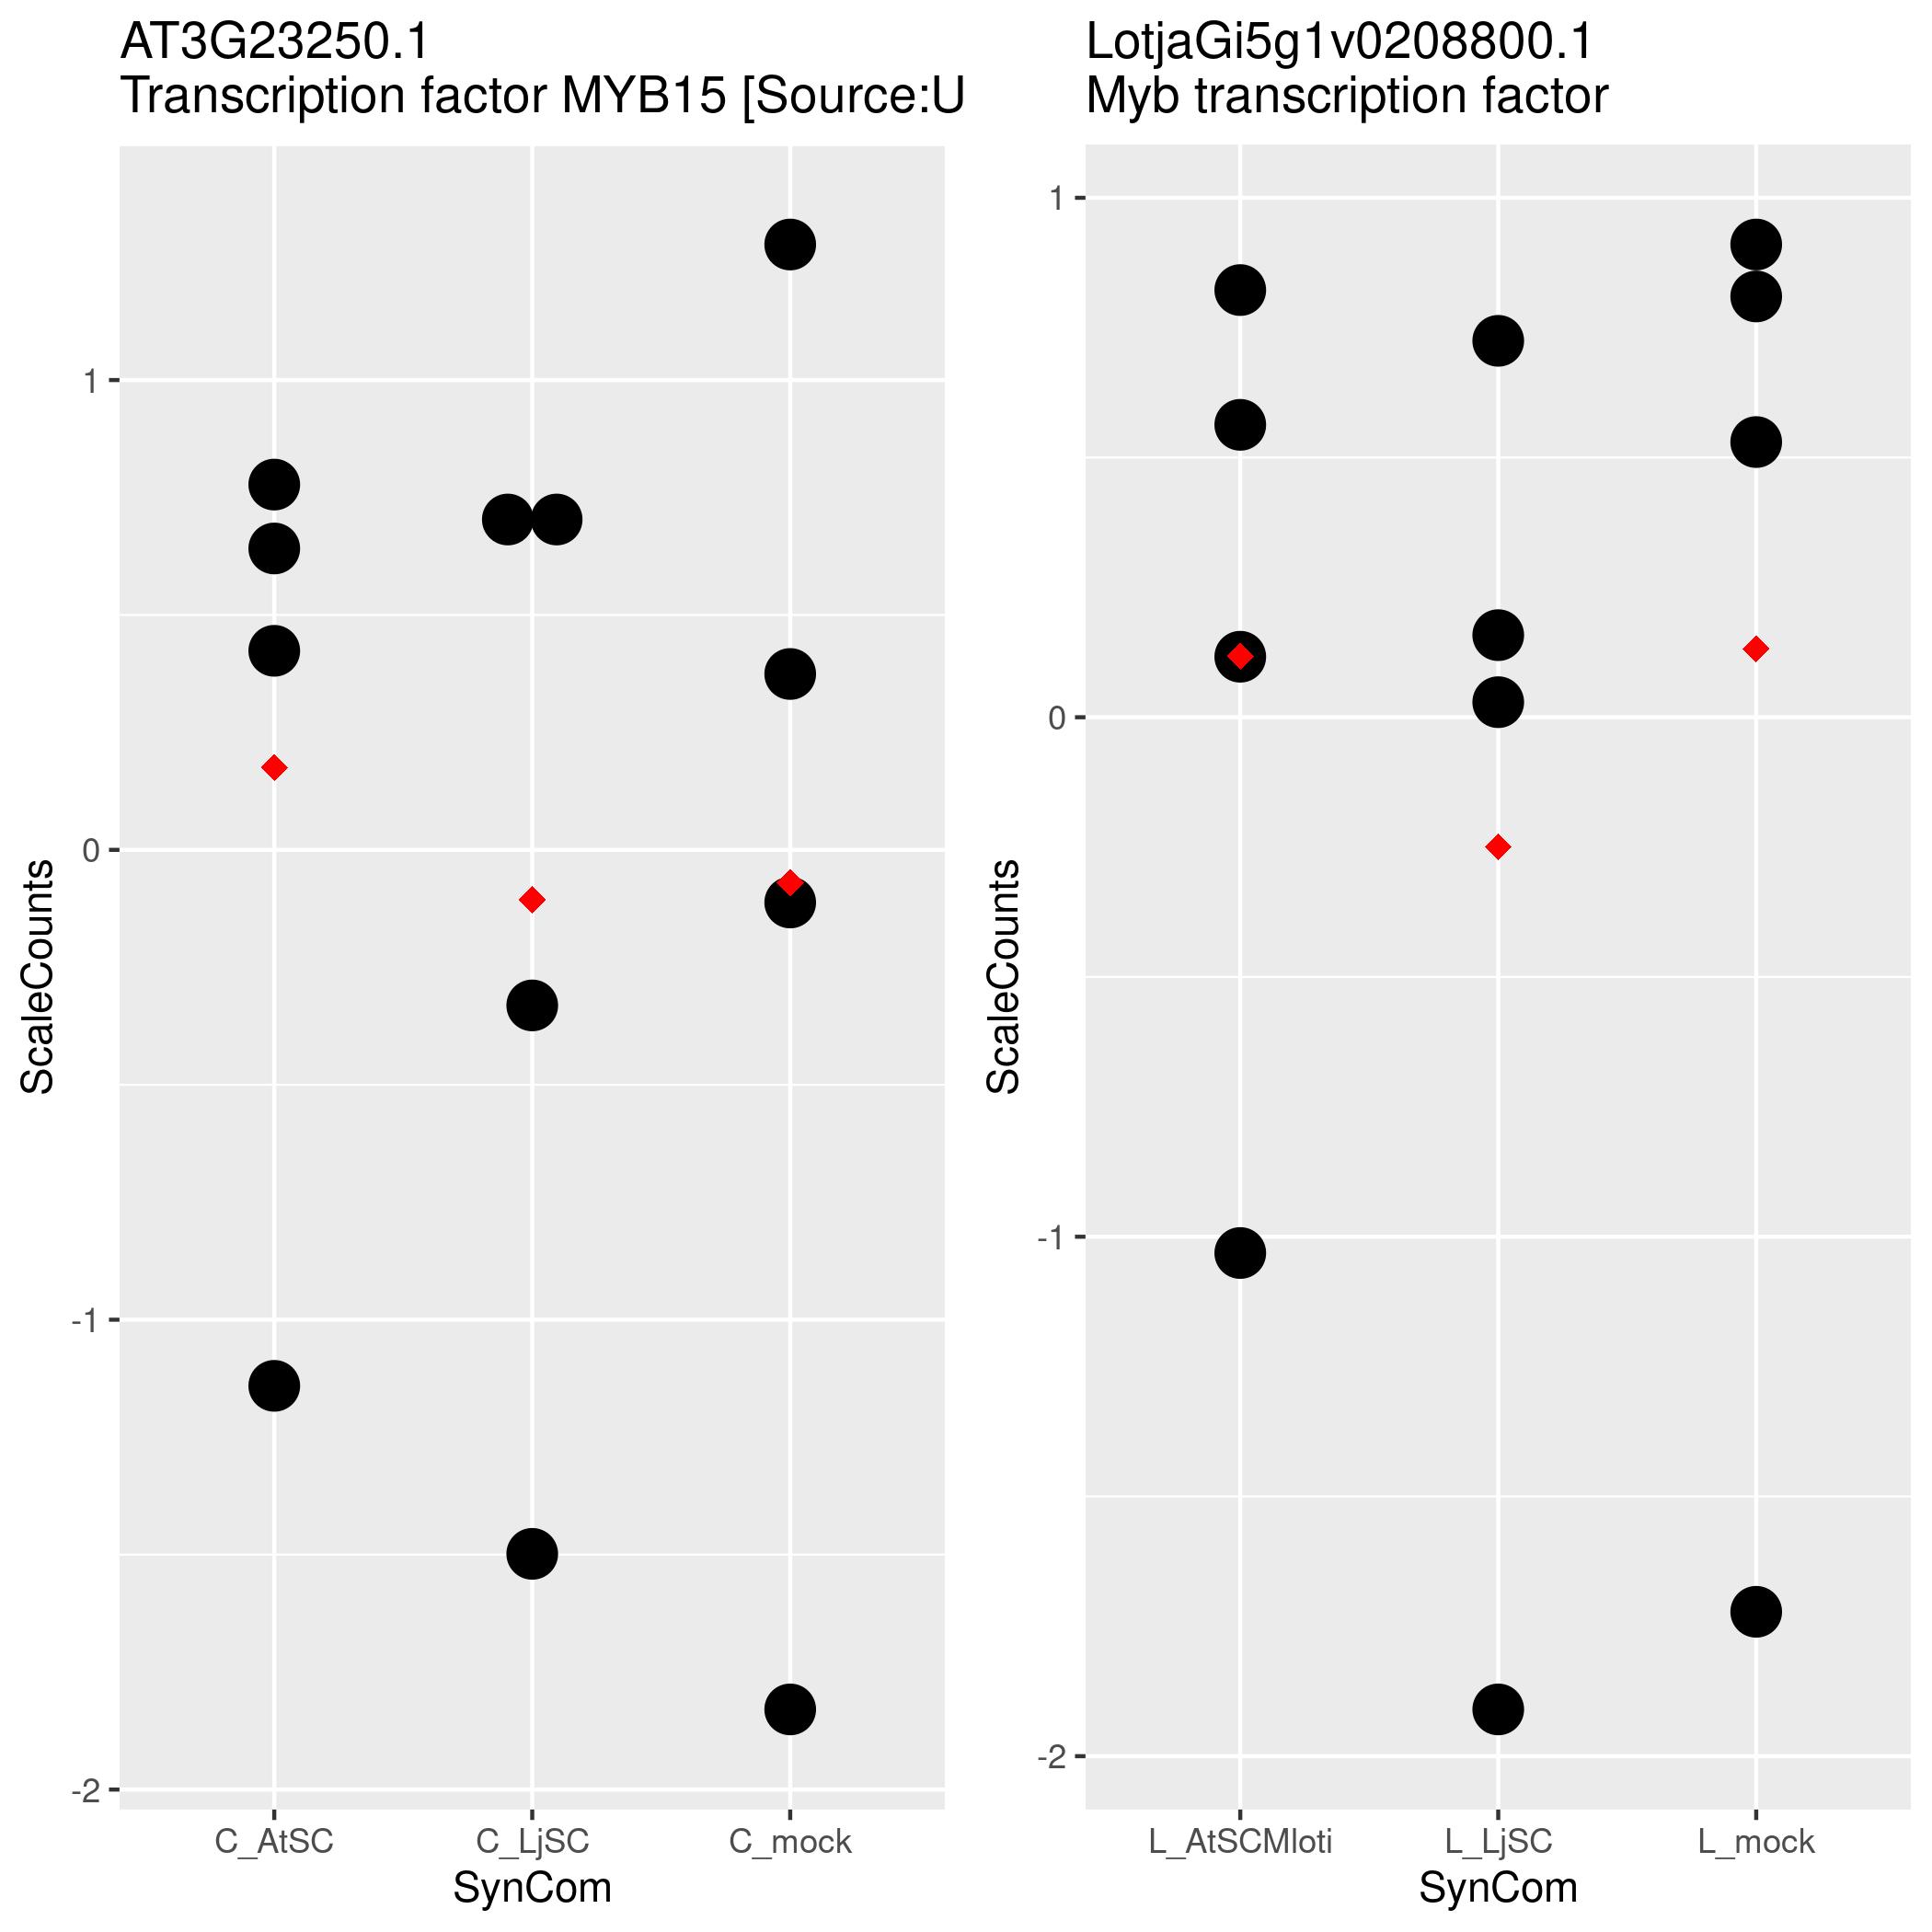 AT3G23250.1
Transcription factor MYB15 [Source:U
ScaleCounts
1
0
-1
-2
C_AtSC C_LjSC C_mock
SynCom
LotjaGi5g1v0208800.1
Myb transcription factor
ScaleCounts
1
0
-1
-2
L_AtSCMloti L_LjSC L_mock
SynCom